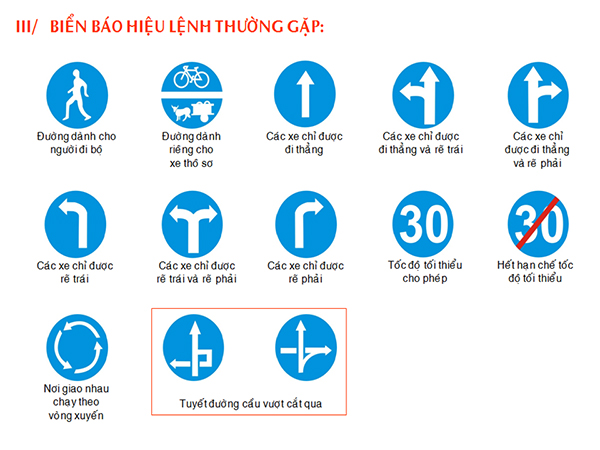 III/ BIỂN BÁO HIỆU LỆNH THƯỜNG GẶP:
Đường dành cho
người đi bộ
Đường dành
riêng cho
xe thồ sơ
Các xe chỉ được
đi thẳng
Các xe chỉ được
đi thẳng và rẽ trái
Các xe chỉ
được đi thẳng
và rẽ phải
Các xe chỉ được
rẽ trái
Các xe chỉ được
rẽ trái và rẽ phải
Các xe chỉ được
rẽ phải
30
Tốc độ tối thiểu
cho phép
30
Hết hạn chế tốc
độ tối thiểu
Nơi giao nhau
chạy theo
vòng xuyến
Tuyết đường cầu vượt cắt qua